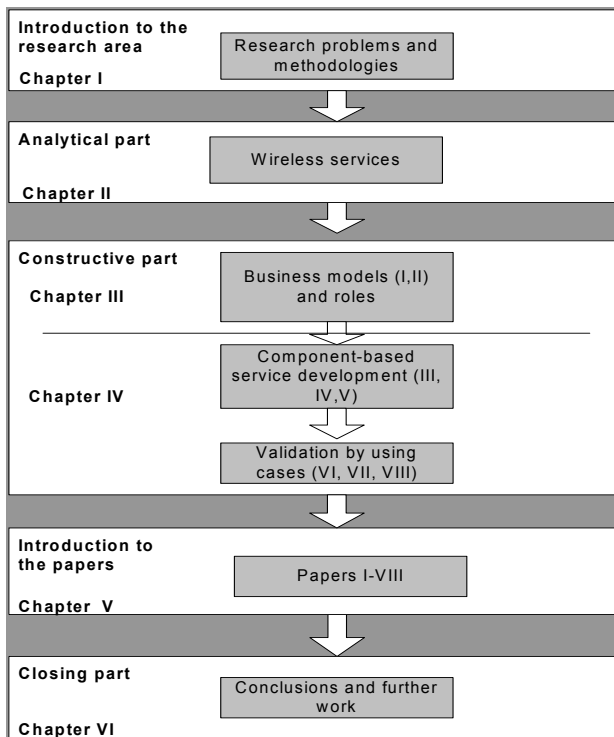 Introduction to the
research area
Chapter I
Research problems and
methodologies
Analytical part
Chapter II
Wireless services
Constructive part
Chapter III
Business models (I,II)
and roles
Chapter IV
Component-based
service development (III,
IV,V)
Validation by using
cases (VI, VII, VIII)
Introduction to
the papers
Chapter V
Papers I-VIII
Closing part
Chapter VI
Conclusions and further
work